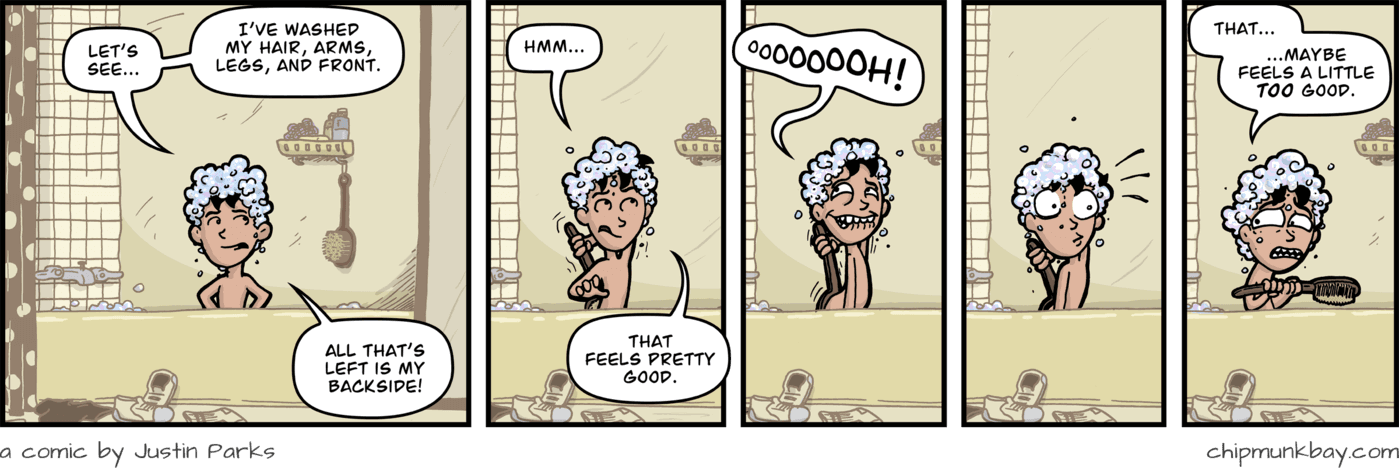 LET'S
SEE...
I'VE WASHED
MY HAIR, ARMS,
LEGS, AND FRONT.
ALL THAT'S
LEFT IS MY
BACKSIDE!
HMM...
THAT
FEELS PRETTY
GOOD.
OOOOOOOOH!
THAT...
...MAYBE
FEELS A LITTLE
TOO GOOD.
a comic by Justin Parks
chipmunkbay.com